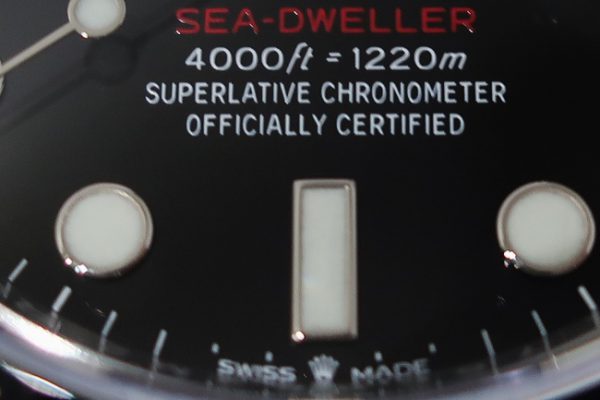 SEA-DWELLER
4000ft = 1220m
SUPERLATIVE CHRONOMETER
OFFICIALLY CERTIFIED
SWISS MADE